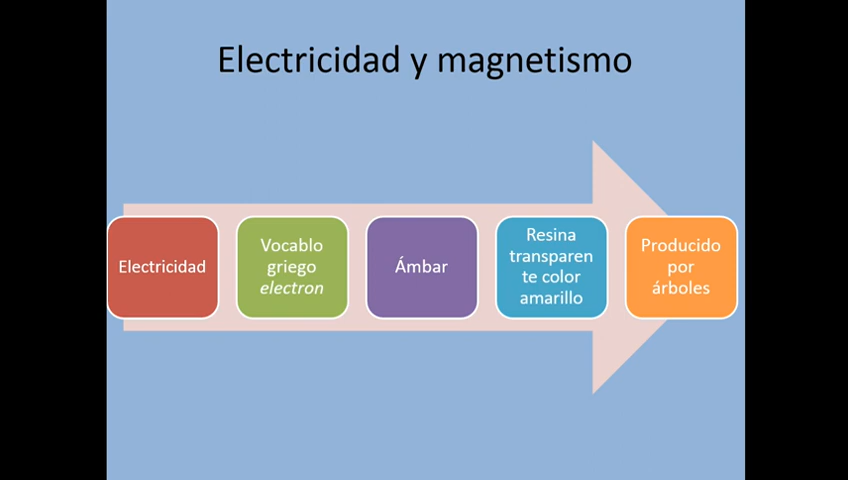 Electricidad y magnetismo
Electricidad
Vocablo
griego
electron
Ámbar
Resina
transparen
te color
amarillo
Producido
por
árboles